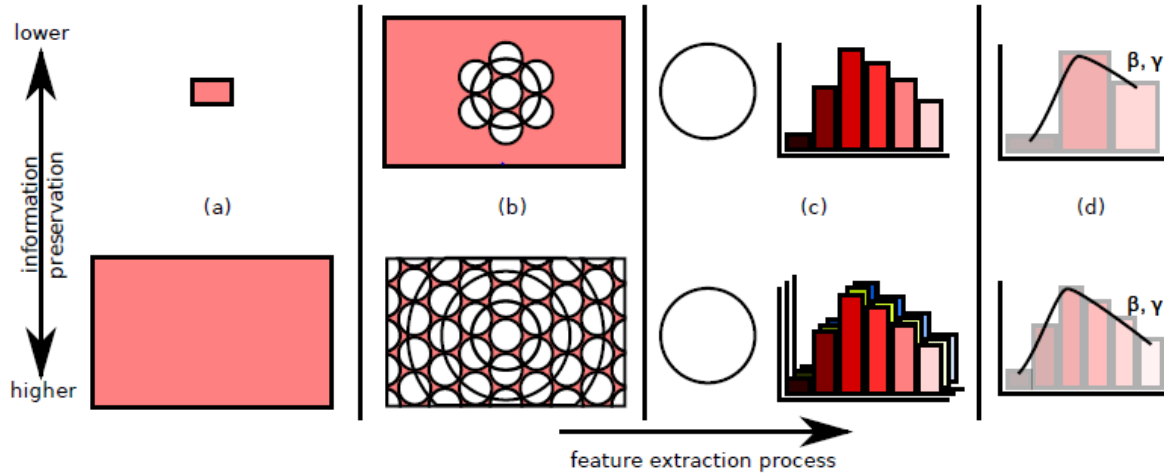 lower
information
preservation
higher
(a)
(b)
(c)
(d)
β, γ
β, γ
feature extraction process